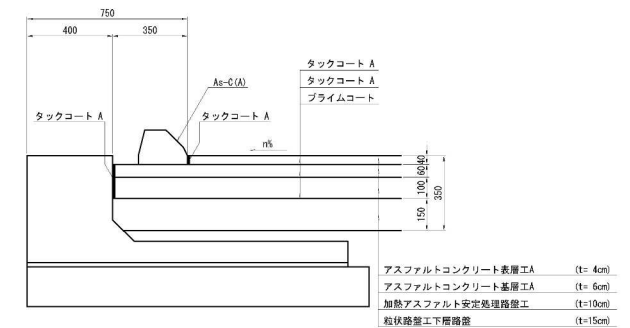 750
400
350
タックコート A
タックコート A
プライムコート
As-C(A)
タックコート A
タックコート A
n%
40
60
100
150
350
アスファルトコンクリート表層工A (t= 4cm)
アスファルトコンクリート基層工A (t= 6cm)
加熱アスファルト安定処理路盤工 (t=10cm)
粒状路盤工下層路盤 (t=15cm)